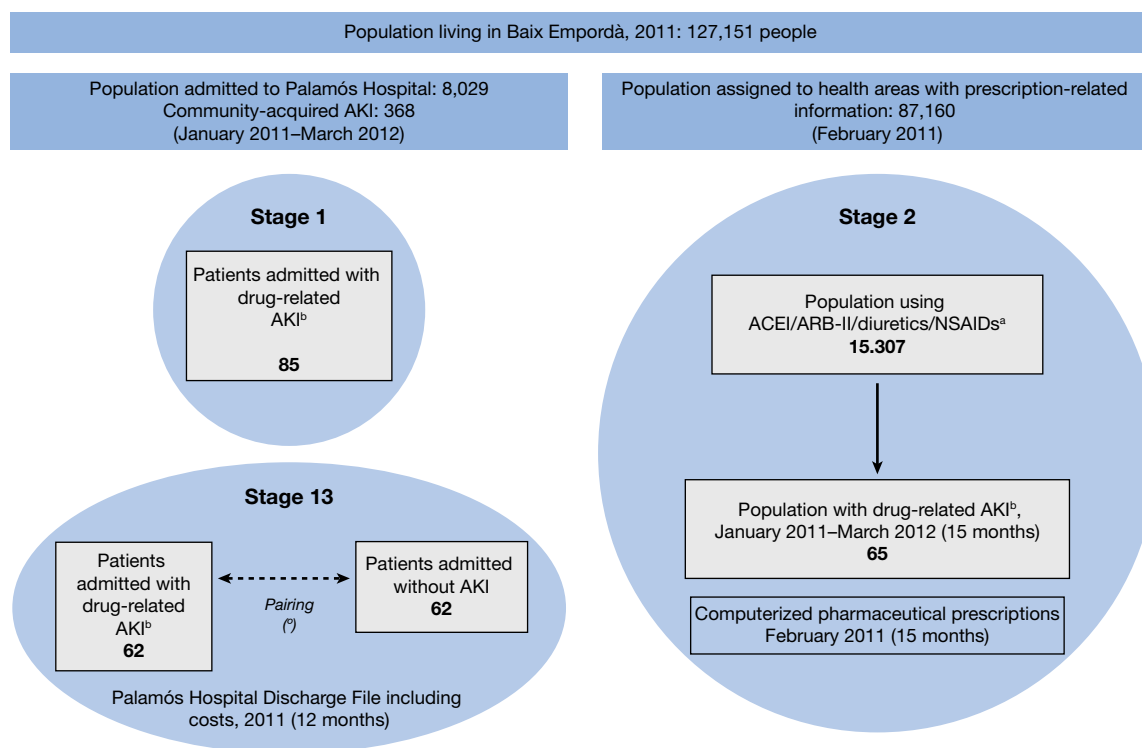 Population living in Baix Empordà, 2011: 127,151 people
Population admitted to Palamós Hospital: 8,029
Community-acquired AKI: 368
(January 2011–March 2012)
Population assigned to health areas with prescription-related
information: 87,160
(February 2011)
Stage 1
Patients admitted with
drug-related
AKIᵇ
85
Stage 13
Patients
admitted with
drug-related
AKIᵇ
62
Pairing
(ᵇ)
Patients admitted
without AKI
62
Palamós Hospital Discharge File including
costs, 2011 (12 months)
Stage 2
Population using
ACEI/ARB-II/diuretics/NSAIDsᵃ
15.307
Population with drug-related AKIᵇ,
January 2011–March 2012 (15 months)
65
Computerized pharmaceutical prescriptions
February 2011 (15 months)